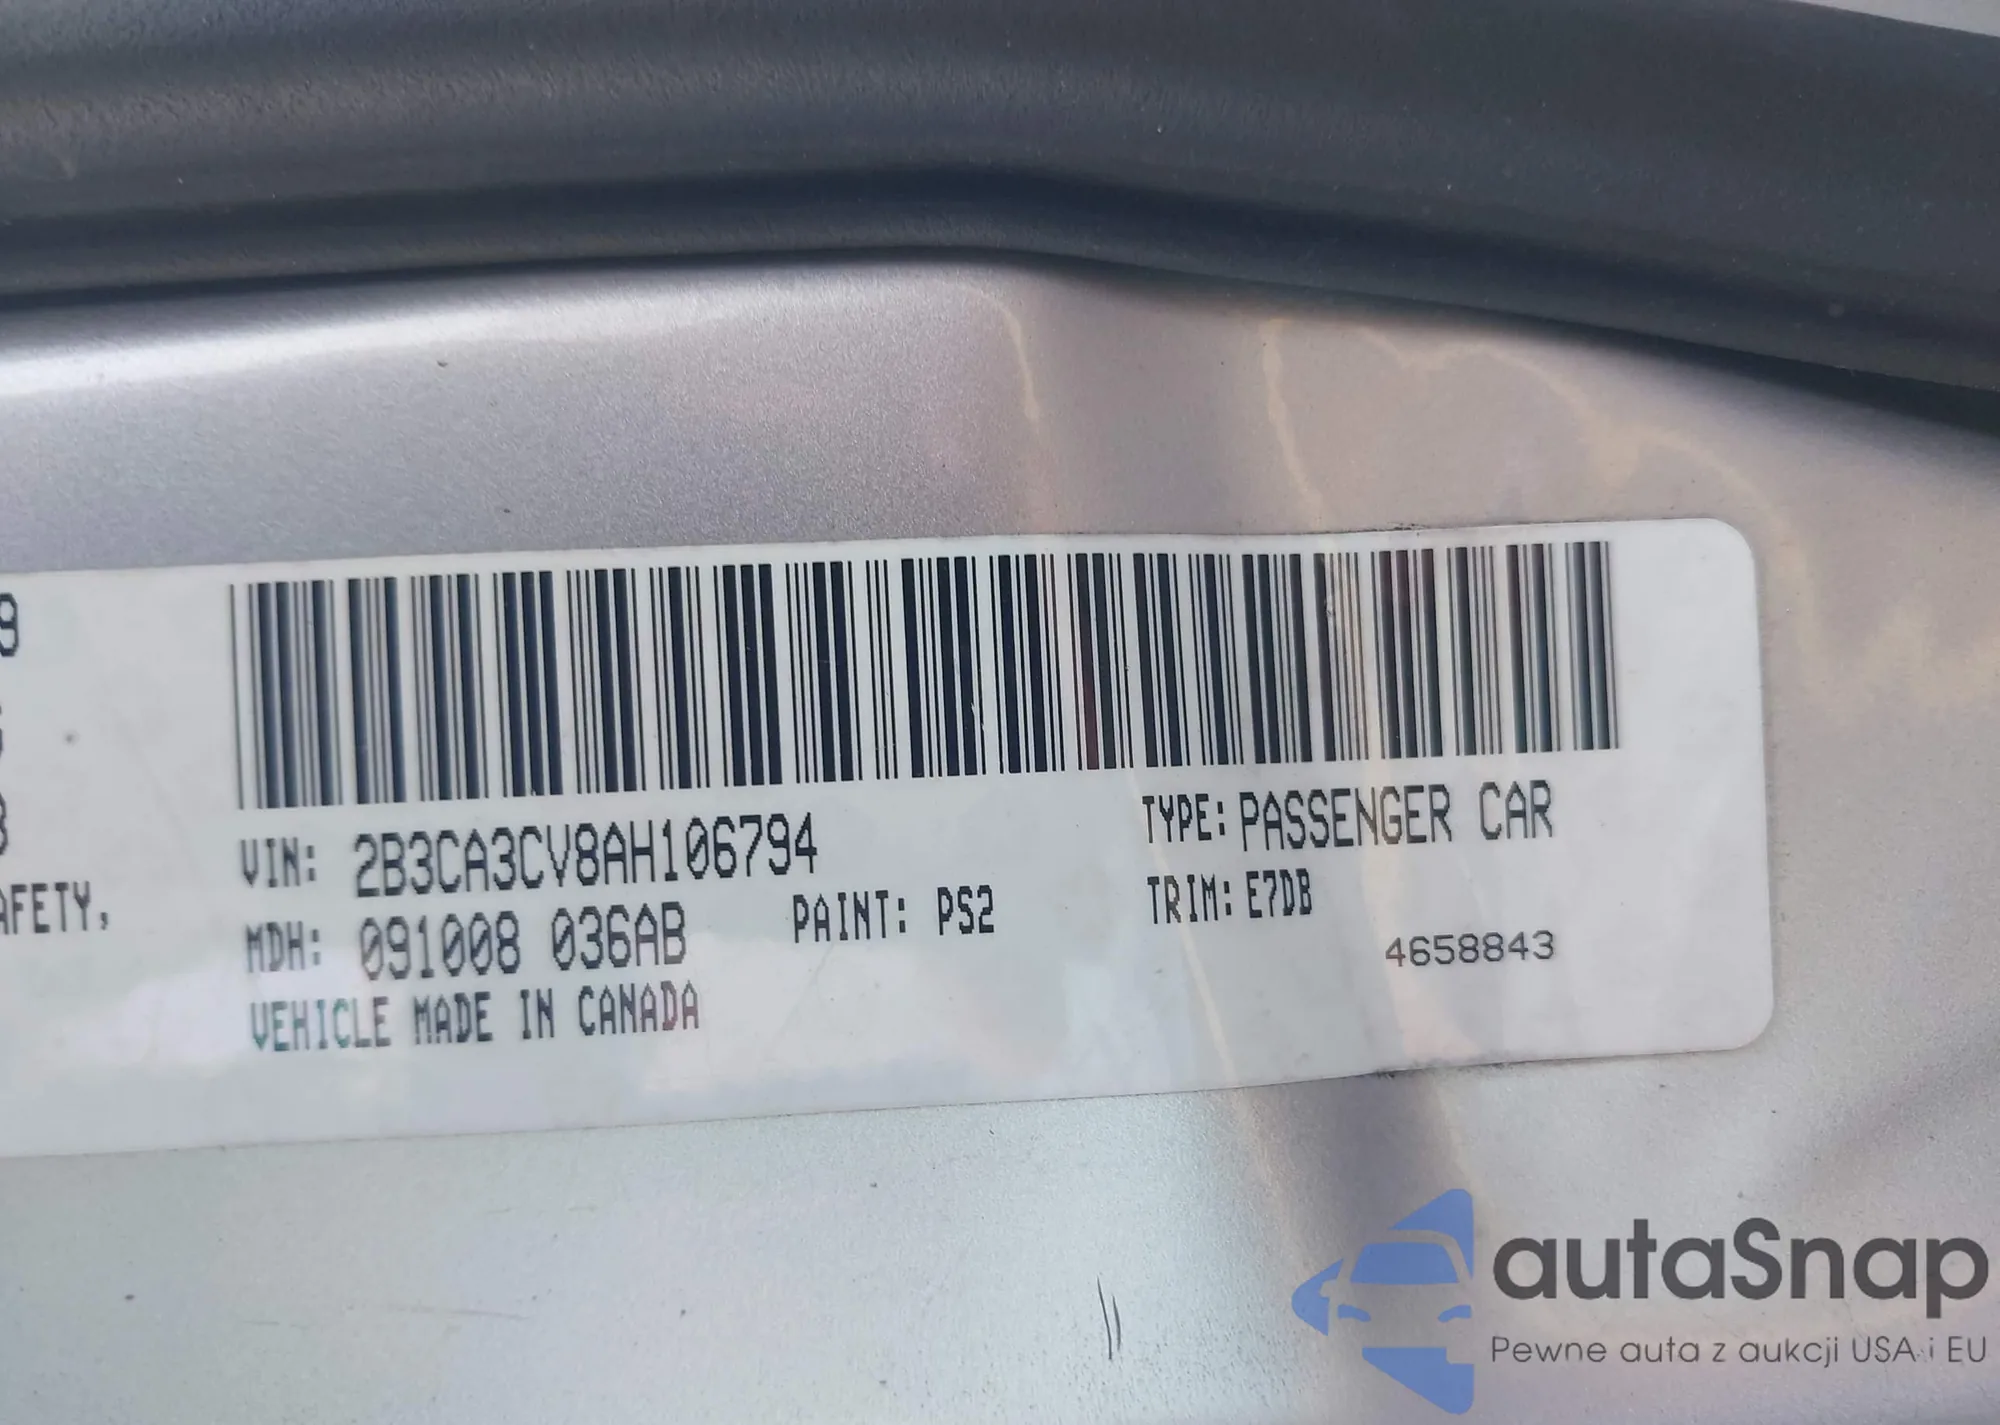 9
AFETY,
VIN: 2B3CA3CV8AH106794
TYPE: PASSENGER CAR
MDH: 091008 036AB
PAINT: PS2
TRIM: E7DB
VEHICLE MADE IN CANADA
4658843
autaSnap
Pewne auta z aukcji USA i EU